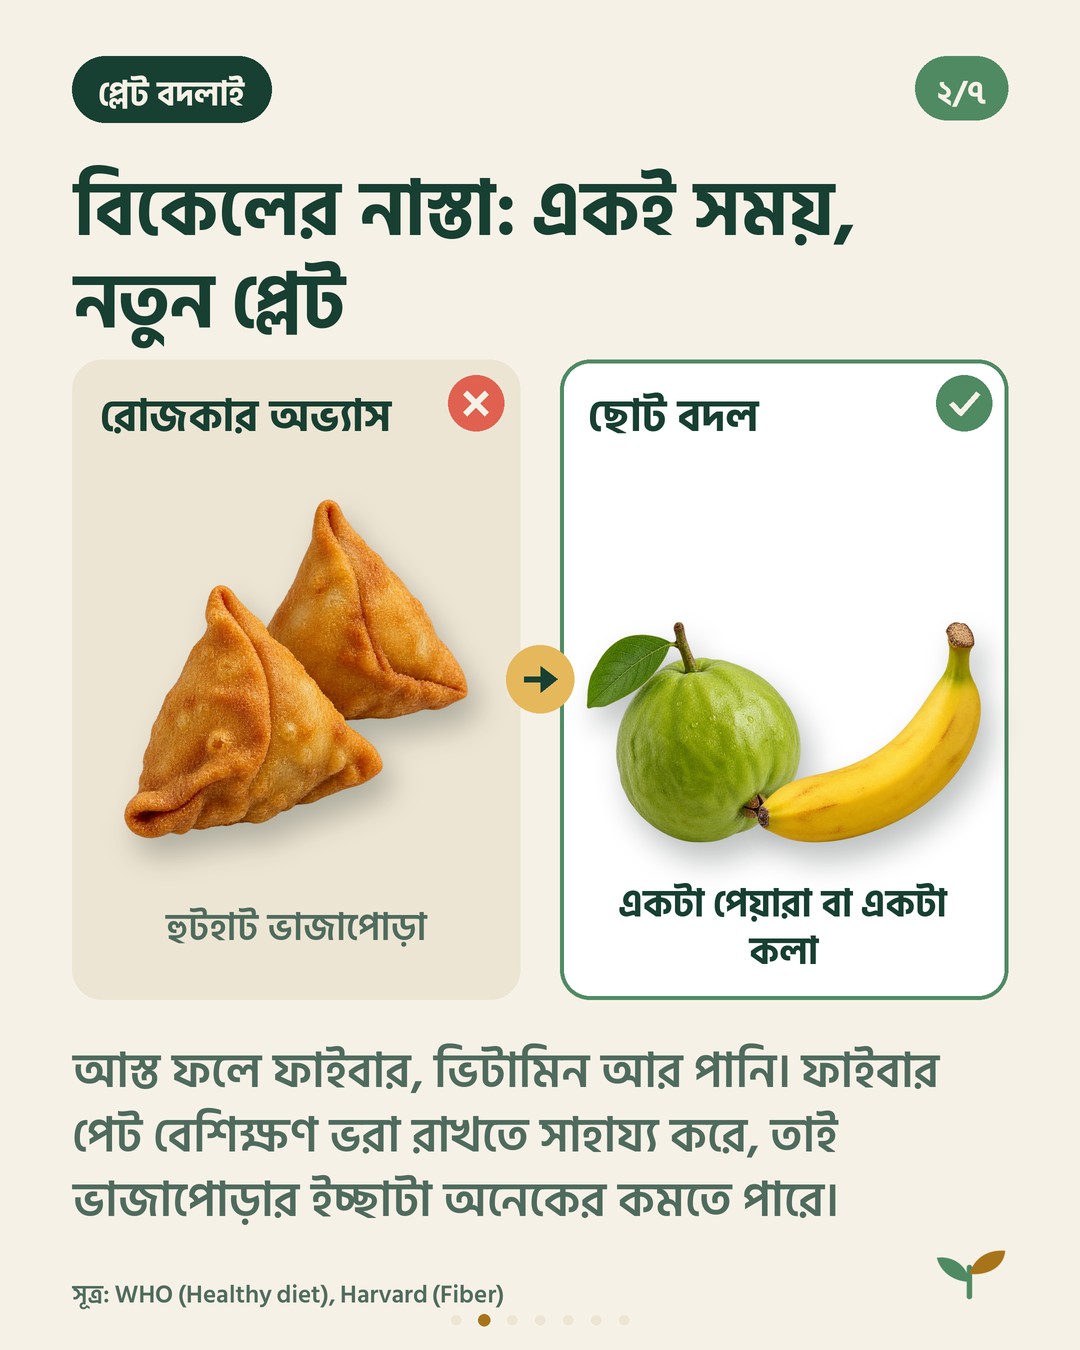 প্লেট বদলাই
২/৭
বিকেলের নাস্তা: একই সময়,
নতুন প্লেট
রোজকার অভ্যাস
ছোট বদল
হুটহাট ভাজাপোড়া
একটা পেয়ারা বা একটা
কলা
আস্ত ফলে ফাইবার, ভিটামিন আর পানি। ফাইবার
পেট বেশিক্ষণ ভরা রাখতে সাহায্য করে, তাই
ভাজাপোড়ার ইচ্ছাটা অনেকের কমতে পারে।
সূত্র: WHO (Healthy diet), Harvard (Fiber)